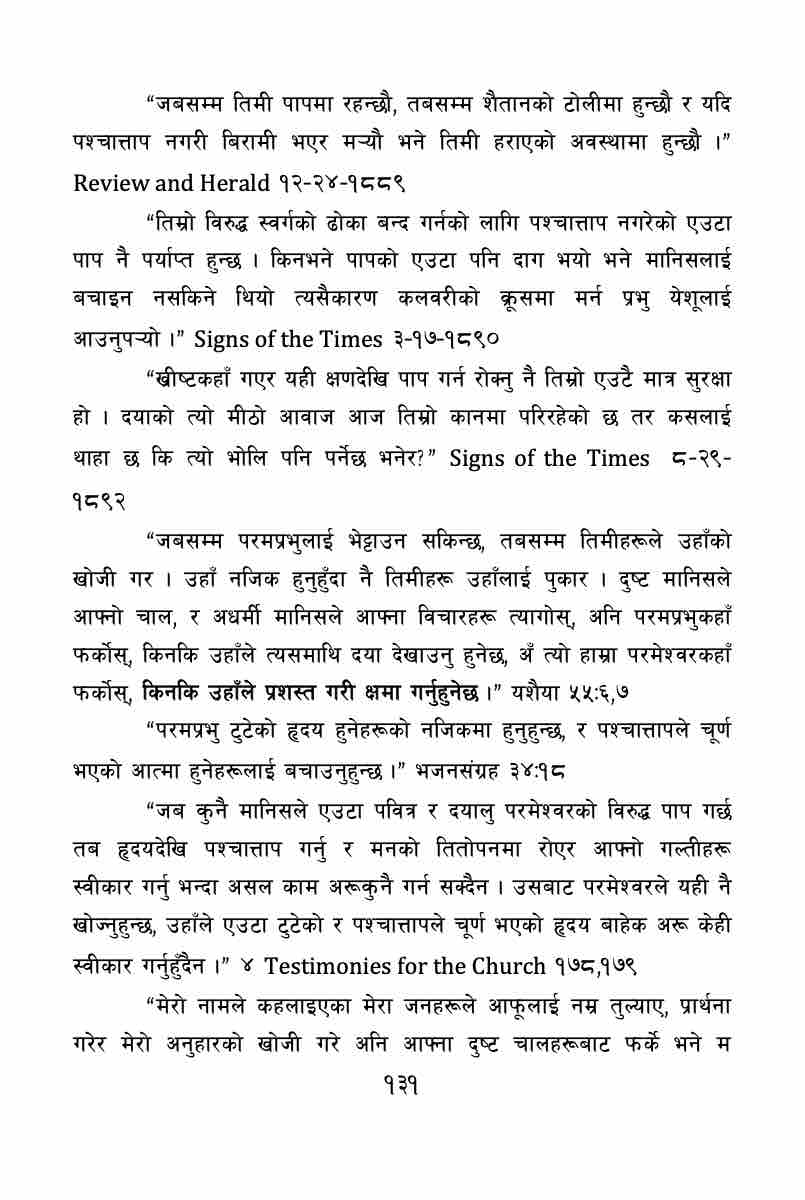 “जबसम्म तिमी पापमा रहन्छौ, तबसम्म शैतानको टोलीमा हुन्छौ र यदि
पश्चात्ताप नगरी बिरामी भएर मर्‍यौ भने तिमी हराएको अवस्थामा हुन्छौ ।”
Review and Herald १२-२४-१८८९
“तिम्रो विरुद्ध स्वर्गको ढोका बन्द गर्नको लागि पश्चात्ताप नगरेको एउटा
पाप नै पर्याप्त हुन्छ । किनभने पापको एउटा पनि दाग भयो भने मानिसलाई
बचाइन नसकिने थियो त्यसैकारण कलवरीको क्रूसमा मर्न प्रभु येशूलाई
आउनुपर्‍यो ।” Signs of the Times ३-१७-१८९०
“ख्रीष्टकहाँ गएर यही क्षणदेखि पाप गर्न रोक्नु नै तिम्रो एउटै मात्र सुरक्षा
हो । दयाको त्यो मीठो आवाज आज तिम्रो कानमा परिरहेको छ तर कसलाई
थाहा छ कि त्यो भोलि पनि पर्नेछ भनेर?” Signs of the Times ८-२९-
१८९२
“जबसम्म परमप्रभुलाई भेट्टाउन सकिन्छ, तबसम्म तिमीहरूले उहाँको
खोजी गर । उहाँ नजिक हुनुहुँदा नै तिमीहरू उहाँलाई पुकार । दुष्ट मानिसले
आफ्नो चाल, र अधर्मी मानिसले आफ्ना विचारहरू त्यागोस्, अनि परमप्रभुकहाँ
फर्कोस्, किनकि उहाँले त्यसमाथि दया देखाउनु हुनेछ, अँ त्यो हाम्रा परमेश्वरकहाँ
फर्कोस्, किनकि उहाँले प्रशस्त गरी क्षमा गर्नुहुनेछ ।” यशैया ५५:६,७
“परमप्रभु टुटेको हृदय हुनेहरूको नजिकमा हुनुहुन्छ, र पश्चात्तापले चूर्ण
भएको आत्मा हुनेहरूलाई बचाउनुहुन्छ ।” भजनसंग्रह ३४:१८
“जब कुनै मानिसले एउटा पवित्र र दयालु परमेश्वरको विरुद्ध पाप गर्छ
तब हृदयदेखि पश्चात्ताप गर्नु र मनको तितोपनमा रोएर आफ्नो गल्तीहरू
स्वीकार गर्नु भन्दा असल काम अरूकुनै गर्न सक्दैन । उसबाट परमेश्वरले यही नै
खोज्नुहुन्छ, उहाँले एउटा टुटेको र पश्चात्तापले चूर्ण भएको हृदय बाहेक अरू केही
स्वीकार गर्नुहुँदैन ।” ४ Testimonies for the Church १७८,१७९
“मेरो नामले कहलाइएका मेरा जनहरूले आफूलाई नम्र तुल्याए, प्रार्थना
गरेर मेरो अनुहारको खोजी गरे अनि आफ्ना दुष्ट चालहरूबाट फर्के भने म
१३१